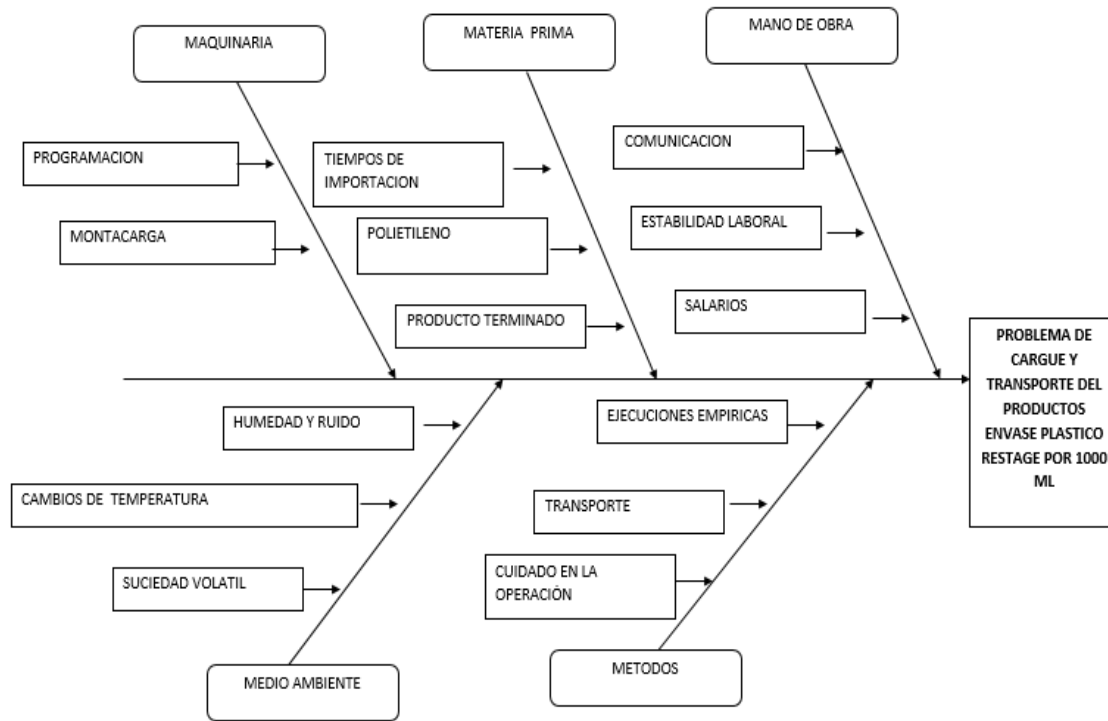 MAQUINARIA
MATERIA PRIMA
MANO DE OBRA
PROGRAMACION
MONTACARGA
TIEMPOS DE
IMPORTACION
POLIETILENO
PRODUCTO TERMINADO
COMUNICACION
ESTABILIDAD LABORAL
SALARIOS
PROBLEMA DE
CARGUE Y
TRANSPORTE DEL
PRODUCTOS
ENVASE PLASTICO
RESTAGE POR 1000
ML
HUMEDAD Y RUIDO
CAMBIOS DE TEMPERATURA
SUCIEDAD VOLATIL
EJECUCIONES EMPIRICAS
TRANSPORTE
CUIDADO EN LA
OPERACIÓN
MEDIO AMBIENTE
METODOS